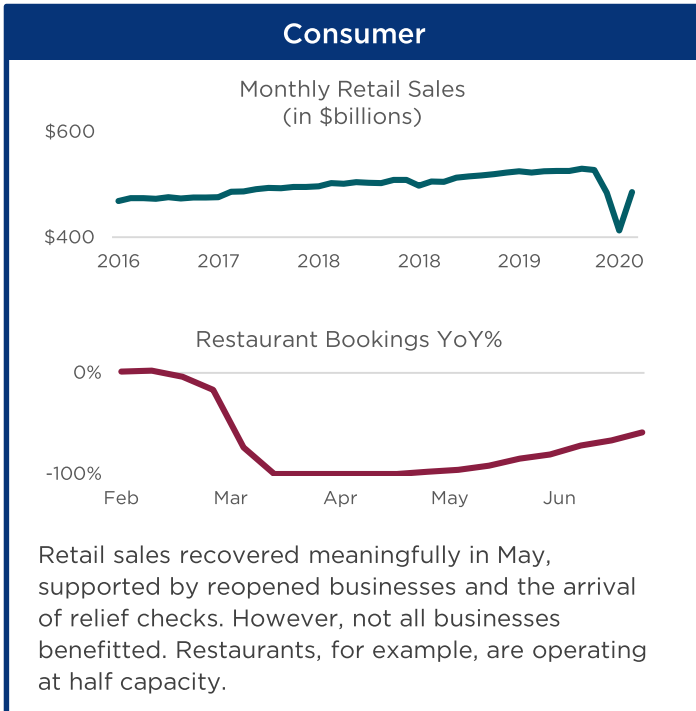 Consumer
Monthly Retail Sales
(in $billions)
$600
$400
2016 2017 2018 2018 2019 2020
Restaurant Bookings YoY%
0%
-100%
Feb Mar Apr May Jun
Retail sales recovered meaningfully in May,
supported by reopened businesses and the arrival
of relief checks. However, not all businesses
benefitted. Restaurants, for example, are operating
at half capacity.